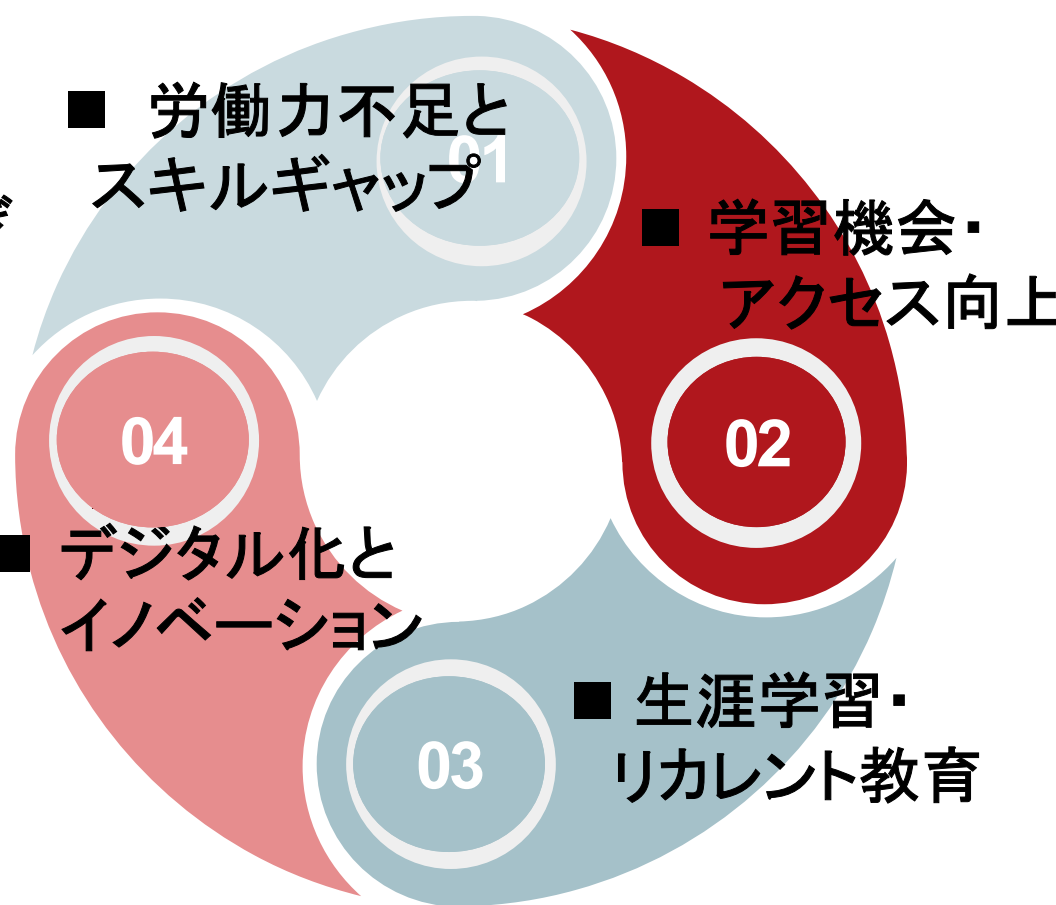 ■ 労働力不足と
スキルギャップ
01
■ 学習機会・
アクセス向上
02
■ 生涯学習・
リカレント教育
03
■ デジタル化と
イノベーション
04